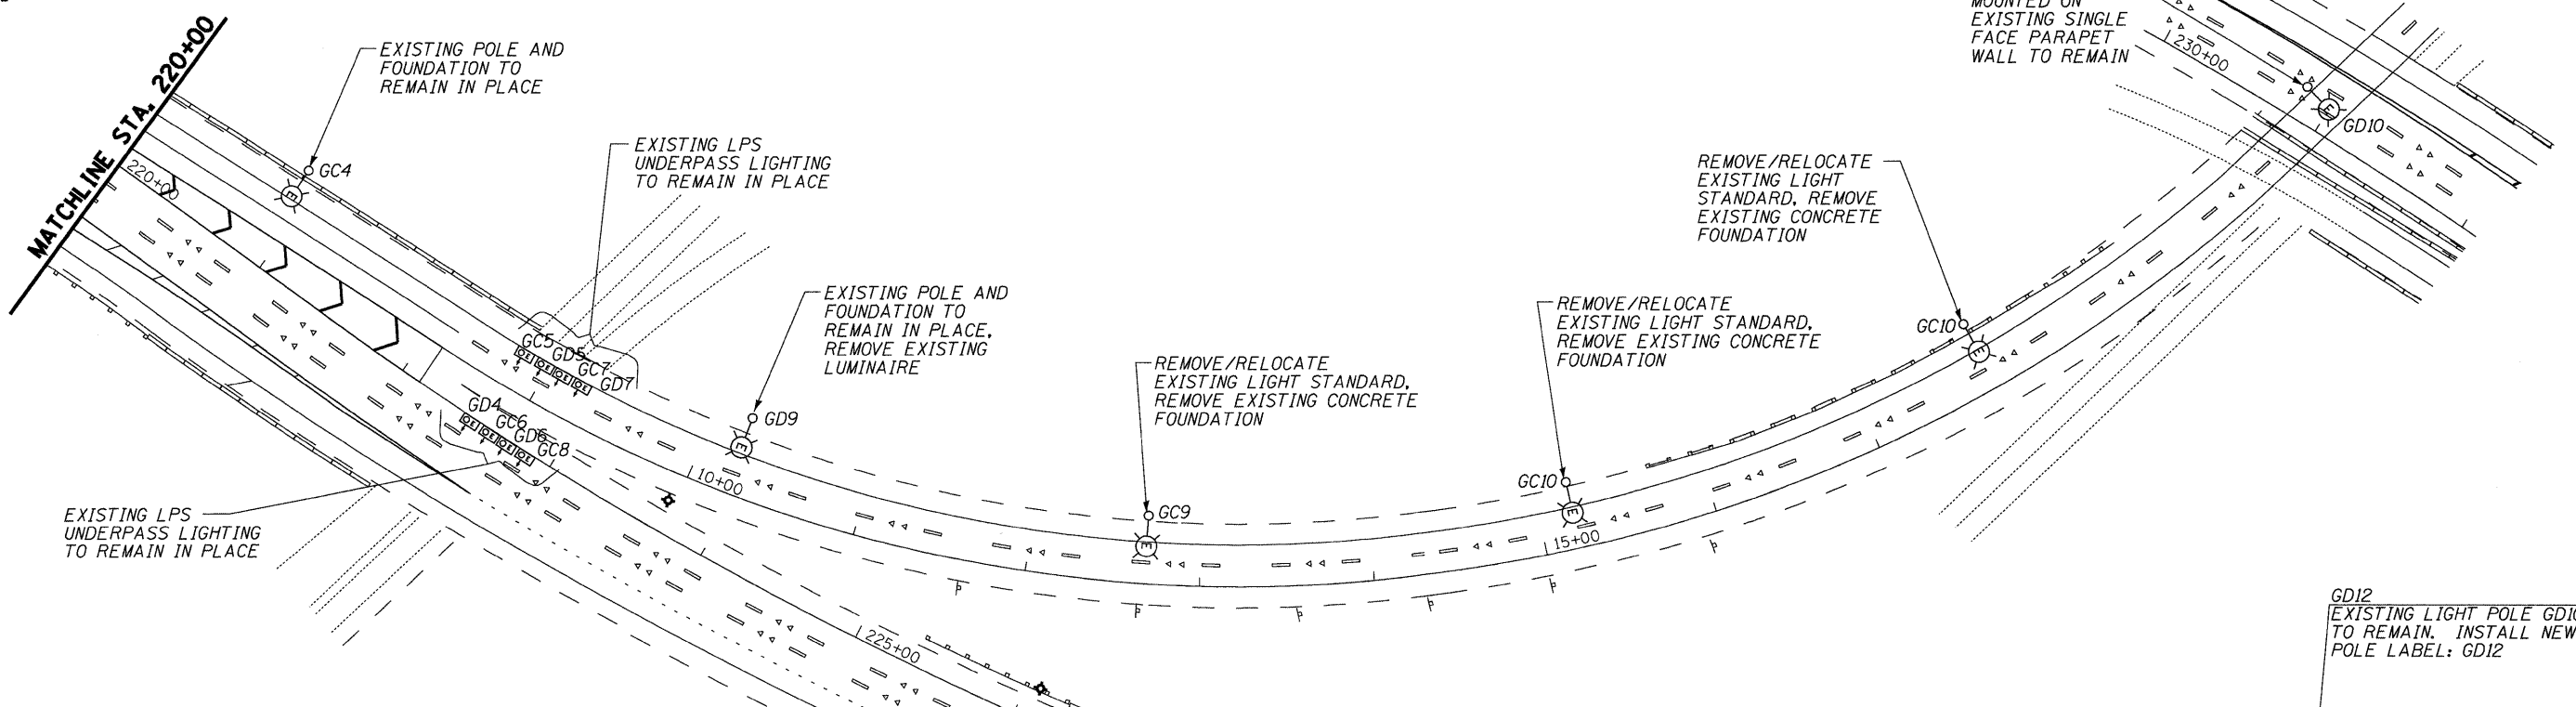 MATCHLINE STA. 220+00
220+00
EXISTING POLE AND
FOUNDATION TO
REMAIN IN PLACE
GC4
EXISTING LPS
UNDERPASS LIGHTING
TO REMAIN IN PLACE
GC5
GD5
GC7
GD7
GD4
GC6
GD6
GC8
EXISTING LPS
UNDERPASS LIGHTING
TO REMAIN IN PLACE
EXISTING POLE AND
FOUNDATION TO
REMAIN IN PLACE,
REMOVE EXISTING
LUMINAIRE
GD9
E
10+00
225+00
REMOVE/RELOCATE
EXISTING LIGHT STANDARD,
REMOVE EXISTING CONCRETE
FOUNDATION
GC9
E
REMOVE/RELOCATE
EXISTING LIGHT STANDARD,
REMOVE EXISTING CONCRETE
FOUNDATION
GC10
E
15+00
REMOVE/RELOCATE
EXISTING LIGHT
STANDARD, REMOVE
EXISTING CONCRETE
FOUNDATION
GC10
E
MOUNTED ON
EXISTING SINGLE
FACE PARAPET
WALL TO REMAIN
230+00
E
GD10
GD12
EXISTING LIGHT POLE GD10
TO REMAIN. INSTALL NEW
POLE LABEL: GD12